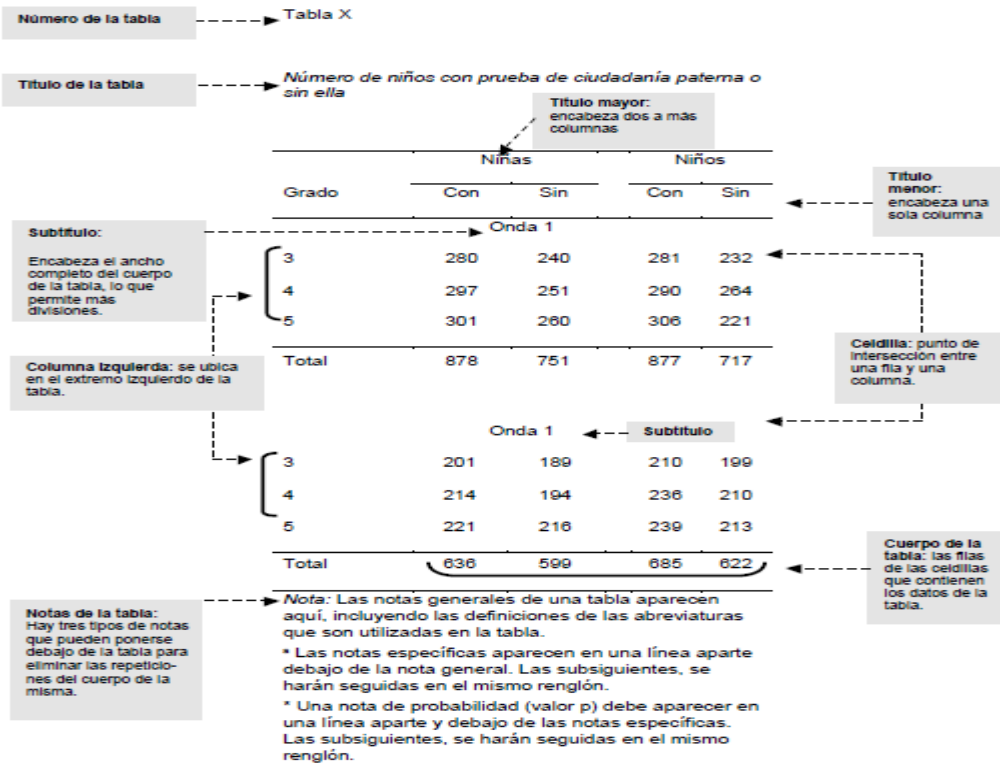 Número de la tabla
Tabla X
Título de la tabla
Número de niños con prueba de ciudadanía paterna o
sin ella
Título mayor:
encabeza dos a más
columnas
Niñas Niños
Grado Con Sin Con Sin
Título
menor:
encabeza una
sola columna
Subtítulo:
Encabeza el ancho
completo del cuerpo
de la tabla, lo que
permite más
divisiones.
Onda 1
3 280 240 281 232
4 297 251 290 264
5 301 260 306 221
Total 878 751 877 717
Columna Izquierda: se ubica
en el extremo izquierdo de la
tabla.
Celdilla: punto de
intersección entre
una fila y una
columna.
Onda 1
Subtítulo
3 201 189 210 199
4 214 194 236 210
5 221 216 239 213
Total 636 599 685 622
Cuerpo de la
tabla: las filas
de las celdillas
que contienen
los datos de la
tabla.
Notas de la tabla:
Hay tres tipos de notas
que pueden ponerse
debajo de la tabla para
eliminar las repeticio-
nes del cuerpo de la
misma.
Nota: Las notas generales de una tabla aparecen
aquí, incluyendo las definiciones de las abreviaturas
que son utilizadas en la tabla.
ᵃ Las notas específicas aparecen en una línea aparte
debajo de la nota general. Las subsiguientes, se
harán seguidas en el mismo renglón.
* Una nota de probabilidad (valor p) debe aparecer en
una línea aparte y debajo de las notas específicas.
Las subsiguientes, se harán seguidas en el mismo
renglón.